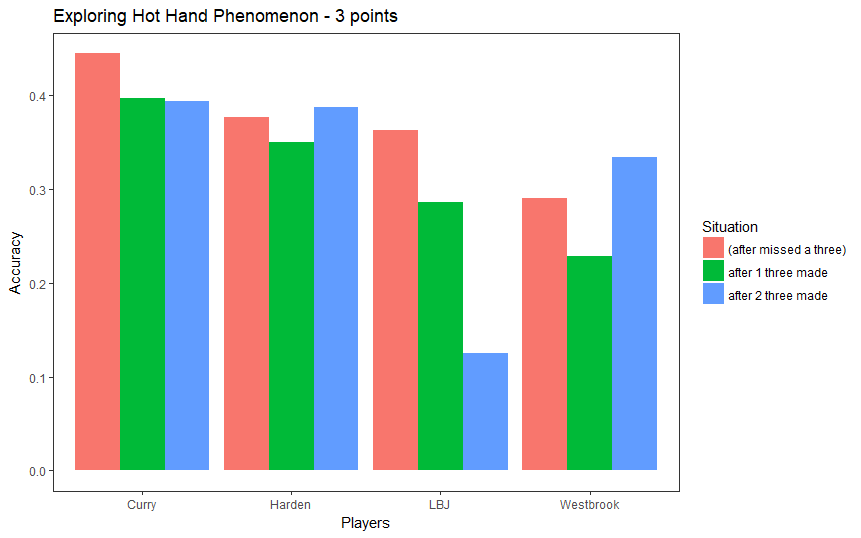 Exploring Hot Hand Phenomenon - 3 points
Accuracy
0.4
0.3
0.2
0.1
0.0
Curry
Harden
LBJ
Westbrook
Players
Situation
(after missed a three)
after 1 three made
after 2 three made